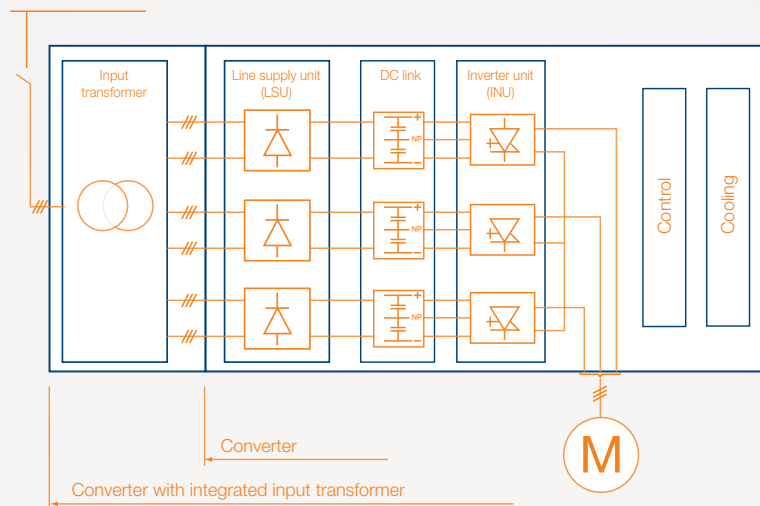 Input
transformer
Line supply unit
(LSU)
DC link
Inverter unit
(INU)
+
NP
−
+
NP
−
+
NP
−
Control
Cooling
M
Converter
Converter with integrated input transformer